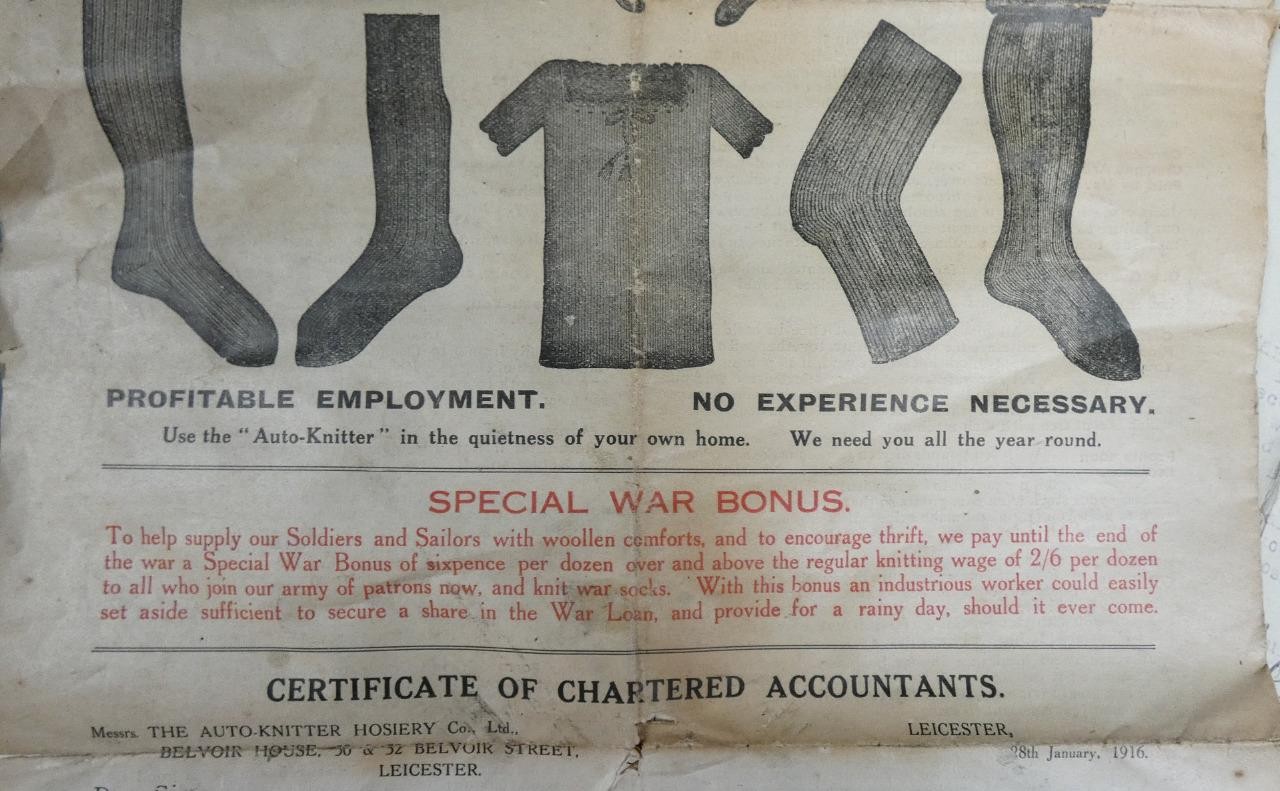 PROFITABLE EMPLOYMENT. NO EXPERIENCE NECESSARY.
Use the "Auto-Knitter" in the quietness of your own home. We need you all the year round.
SPECIAL WAR BONUS.
To help supply our Soldiers and Sailors with woollen comforts, and to encourage thrift, we pay until the end of
the war a Special War Bonus of sixpence per dozen over and above the regular knitting wage of 2/6 per dozen
to all who join our army of patrons now, and knit war socks. With this bonus an industrious worker could easily
set aside sufficient to secure a share in the War Loan, and provide for a rainy day, should it ever come.
CERTIFICATE OF CHARTERED ACCOUNTANTS.
Messrs. THE AUTO-KNITTER HOSIERY Co., Ltd., LEICESTER,
BELVOIR HOUSE, & BELVOIR STREET, 28th January, 1916.
LEICESTER.